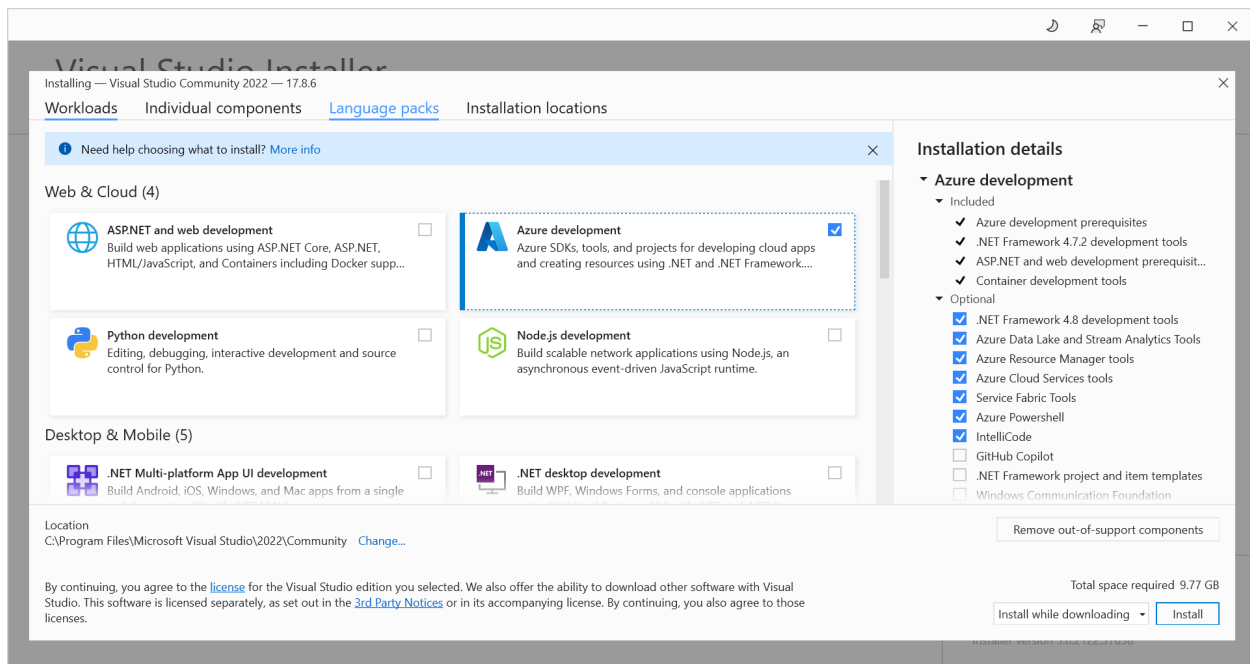 Visual Studio Installer
Installing — Visual Studio Community 2022 — 17.8.6
Workloads
Individual components
Language packs
Installation locations
Need help choosing what to install? More info
Web & Cloud (4)
ASP.NET and web development
Build web applications using ASP.NET Core, ASP.NET,
HTML/JavaScript, and Containers including Docker supp...
Azure development
Azure SDKs, tools, and projects for developing cloud apps
and creating resources using .NET and .NET Framework....
Python development
Editing, debugging, interactive development and source
control for Python.
Node.js development
Build scalable network applications using Node.js, an
asynchronous event-driven JavaScript runtime.
Desktop & Mobile (5)
.NET Multi-platform App UI development
Build Android, iOS, Windows, and Mac apps from a single
.NET
.NET desktop development
Build WPF, Windows Forms, and console applications
Installation details
Azure development
Included
Azure development prerequisites
.NET Framework 4.7.2 development tools
ASP.NET and web development prerequisit...
Container development tools
Optional
.NET Framework 4.8 development tools
Azure Data Lake and Stream Analytics Tools
Azure Resource Manager tools
Azure Cloud Services tools
Service Fabric Tools
Azure Powershell
IntelliCode
GitHub Copilot
.NET Framework project and item templates
Windows Communication Foundation
Location
C:\Program Files\Microsoft Visual Studio\2022\Community Change...
Remove out-of-support components
By continuing, you agree to the license for the Visual Studio edition you selected. We also offer the ability to download other software with Visual
Studio. This software is licensed separately, as set out in the 3rd Party Notices or in its accompanying license. By continuing, you also agree to those
licenses.
Total space required 9.77 GB
Install while downloading
Install